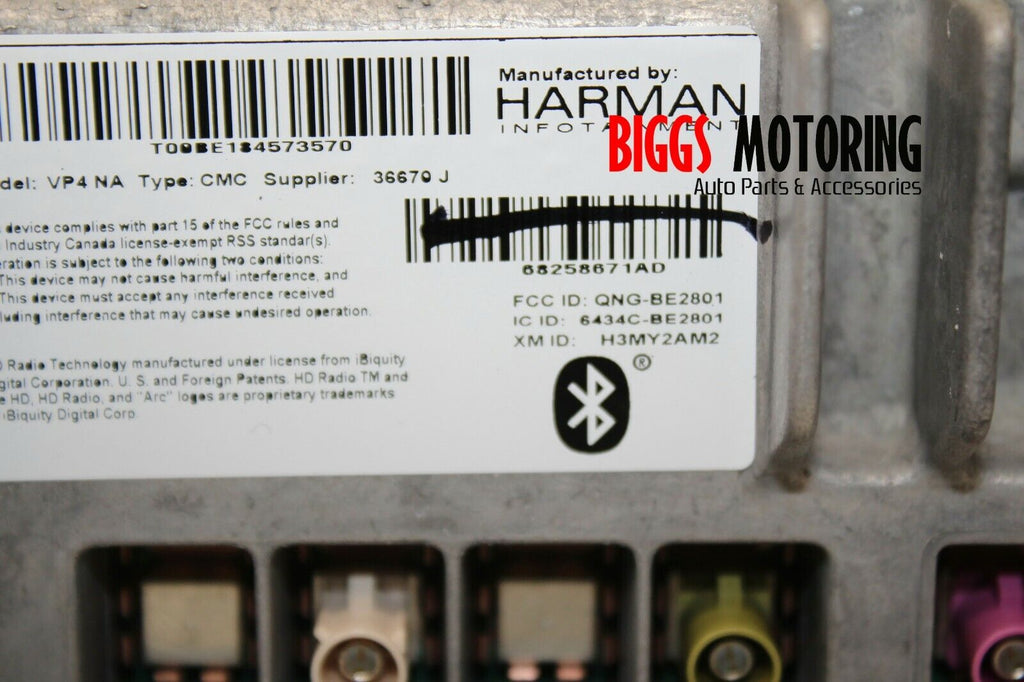 Manufactured by:
HARMAN
T00BE184573570
BIGGS MOTORING
Auto Parts & Accessories
del: VP4 NA Type: CMC Supplier: 36670 J
device complies with part 15 of the FCC rules and
Industry Canada license-exempt RSS standar(s).
eration is subject to the following two conditions:
This device may not cause harmful interference, and
This device must accept any interference received
luding interference that may cause undesired operation.
68258671AD
FCC ID: QNG-BE2801
IC ID: 6434C-BE2801
XM ID: H3MY2AM2
®
D Radio Technology manufactured under license from iBiquity
igital Corporation. U. S. and Foreign Patents. HD Radio TM and
e HD, HD Radio, and "Arc" logos are proprietary trademarks
iBiquity Digital Corp.